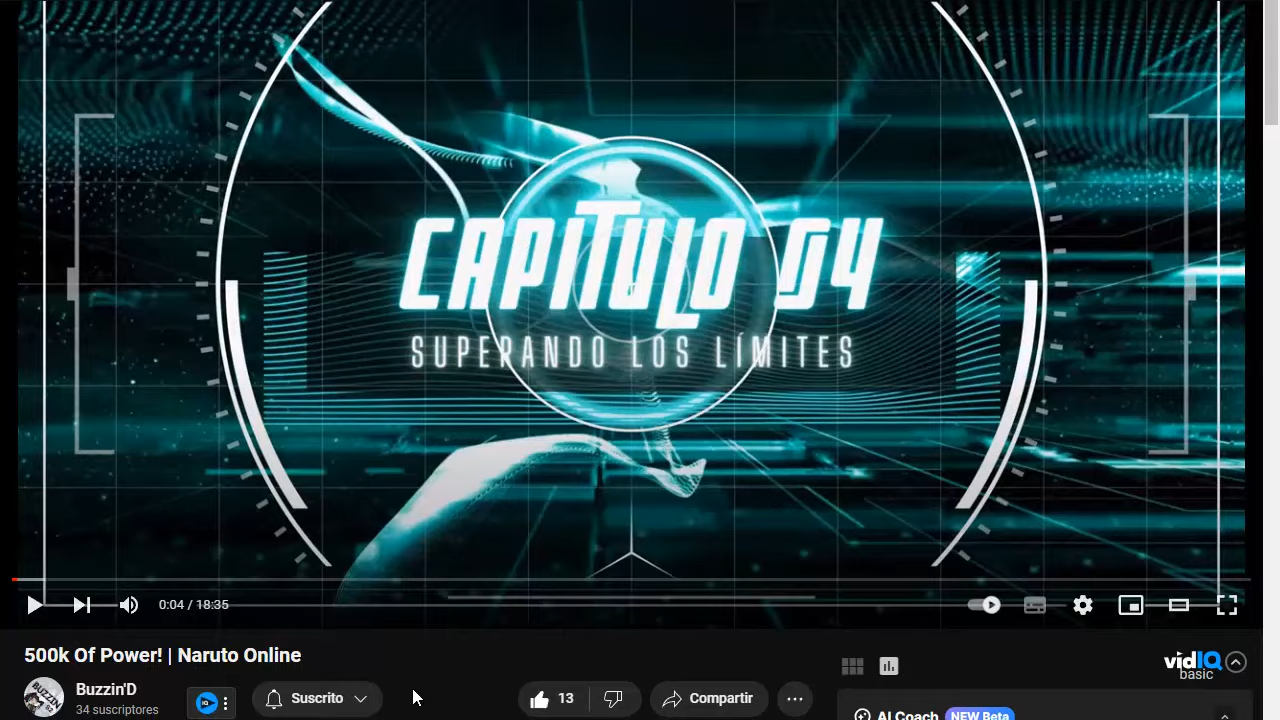 CAPITULO 04
SUPERANDO LOS LÍMITES
0:04 / 18:35
500k Of Power! | Naruto Online
vidIQ
basic
Buzzin'D
34 suscriptores
Suscrito
13
Compartir
AI Coach NEW Beta